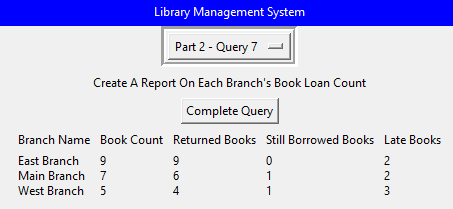 Library Management System
Part 2 - Query 7
Create A Report On Each Branch's Book Loan Count
Complete Query
Branch Name Book Count Returned Books Still Borrowed Books Late Books
East Branch 9 9 0 2
Main Branch 7 6 1 2
West Branch 5 4 1 3